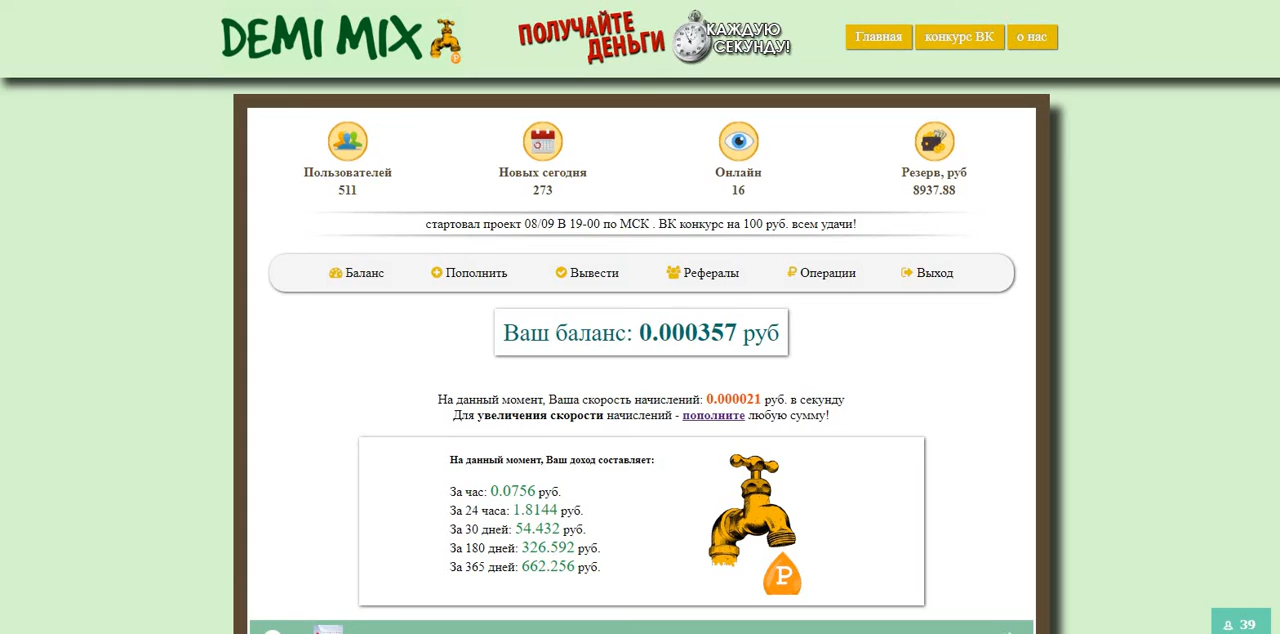 DEMI MIX
Р
ПОЛУЧАЙТЕ
ДЕНЬГИ
КАЖДУЮ
СЕКУНДУ!
Главная конкурс ВК о нас
Пользователей Новых сегодня Онлайн Резерв, руб
511 273 16 8937.88
стартовал проект 08/09 В 19-00 по МСК . ВК конкурс на 100 руб. всем удачи!
Баланс Пополнить Вывести Рефералы Операции Выход
Ваш баланс: 0.000357 руб
На данный момент, Ваша скорость начислений: 0.000021 руб. в секунду
Для увеличения скорости начислений - пополните любую сумму!
На данный момент, Ваш доход составляет:
За час: 0.0756 руб.
За 24 часа: 1.8144 руб.
За 30 дней: 54.432 руб.
За 180 дней: 326.592 руб.
За 365 дней: 662.256 руб.
Р
39